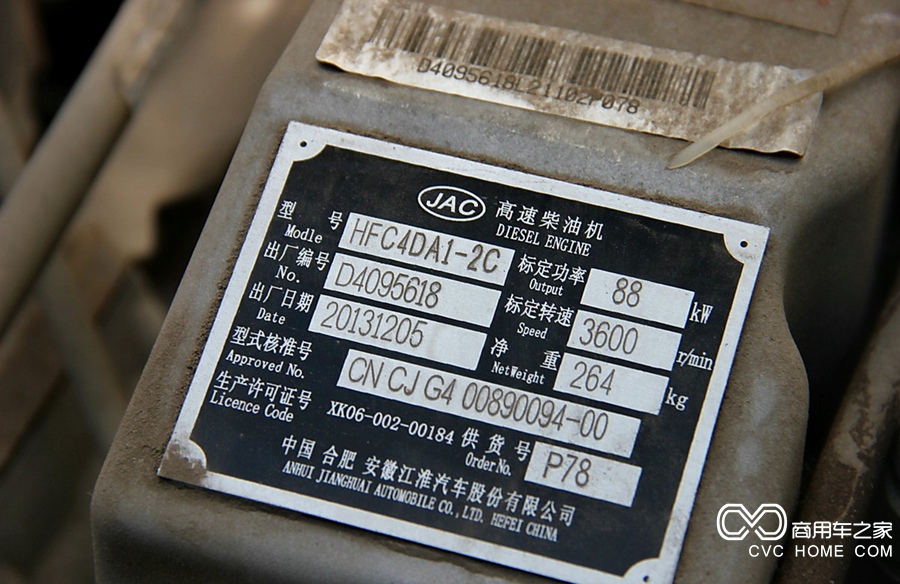 D4095618L21102P078
JAC 高速柴油机
DIESEL ENGINE
型号 HFC4DA1-2C 标定功率 88 kW
Modle Output
出厂编号 D4095618 标定转速 3600 r/min
No. Speed
出厂日期 20131205 净重 264 kg
Date NetWeight
型式核准号 CN CJ G4 00890094-00
Approved No.
生产许可证号 XK06-002-00184 供货号 P78
Licence Code OrderNo.
中国 合肥 安徽江淮汽车股份有限公司
ANHUI JIANGHUAI AUTOMOBILE CO., LTD. HEFEI CHINA
商用车之家
CVC HOME.COM